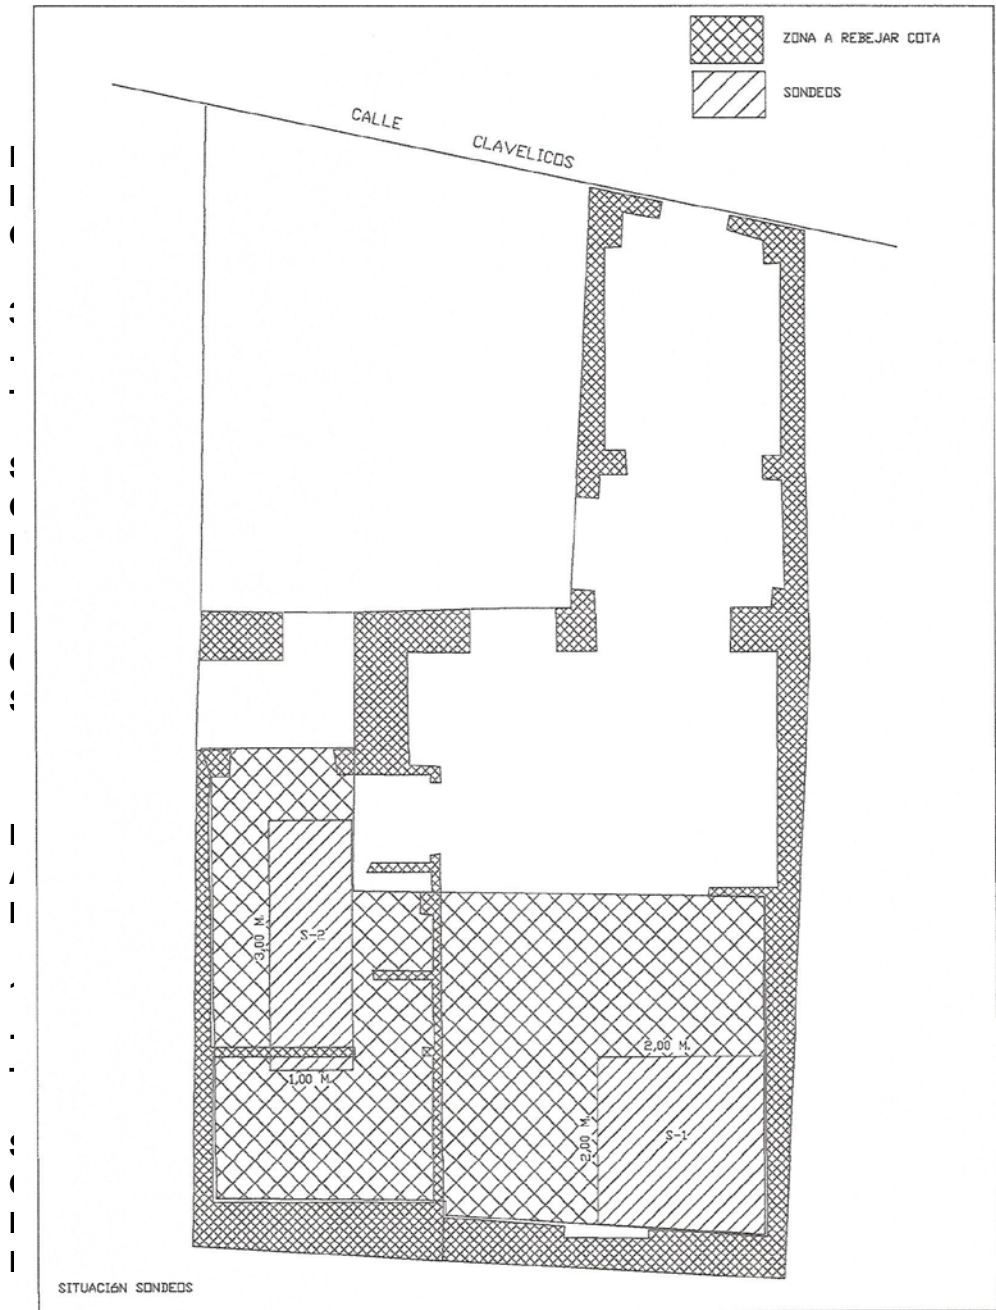 ZONA A REBEJAR COTA
SONDEOS
CALLE CLAVELICOS
S-2
3,00 M.
1,00 M.
2,00 M.
2,00 M.
S-1
SITUACIóN SONDEOS